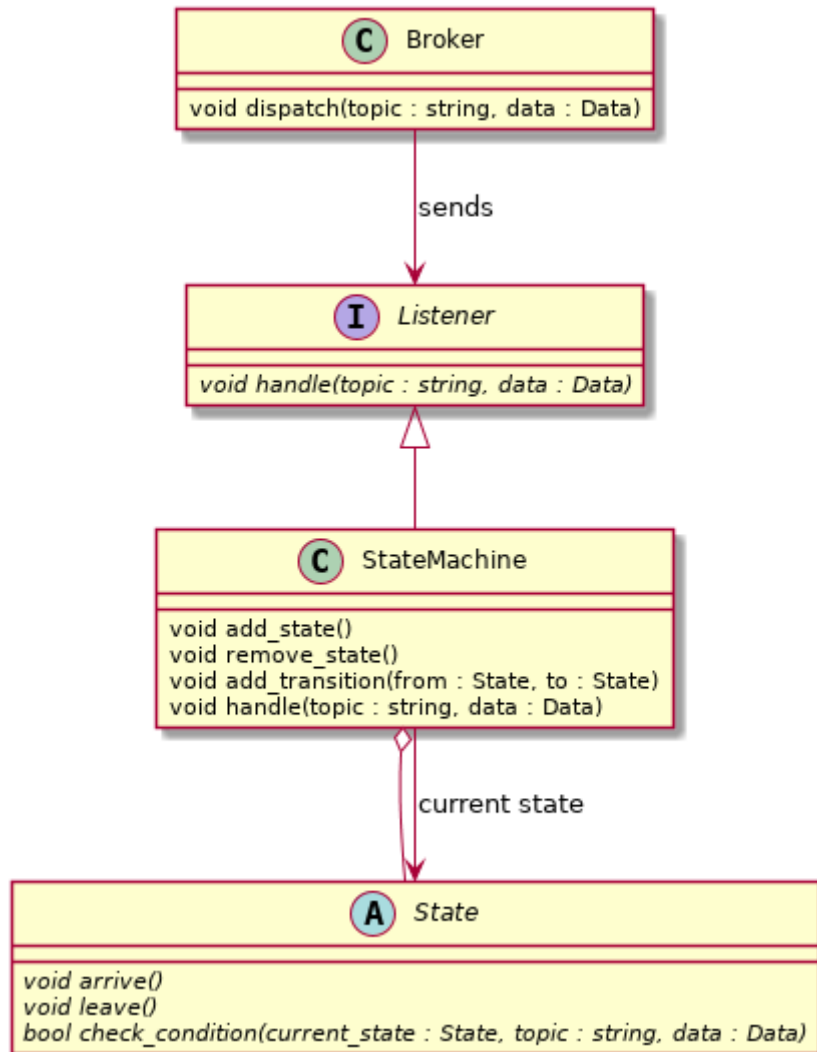 C Broker
void dispatch(topic : string, data : Data)
sends
I Listener
void handle(topic : string, data : Data)
C StateMachine
void add_state()
void remove_state()
void add_transition(from : State, to : State)
void handle(topic : string, data : Data)
current state
A State
void arrive()
void leave()
bool check_condition(current_state : State, topic : string, data : Data)